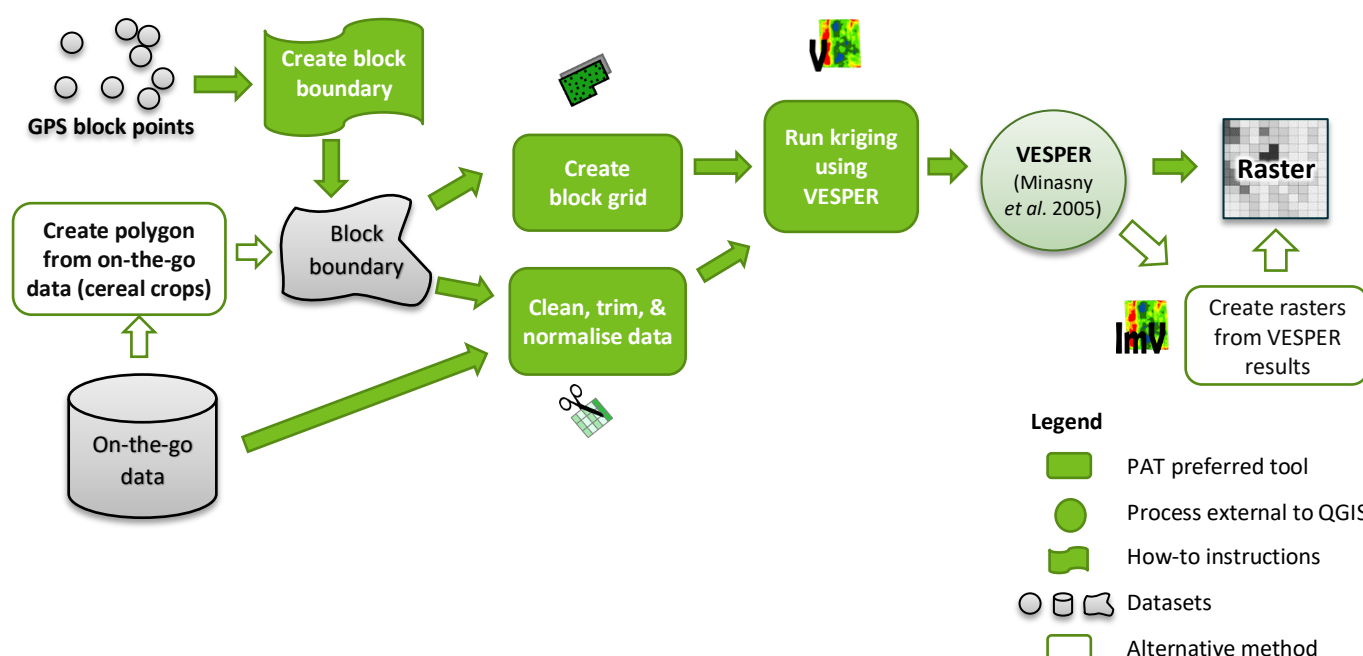 GPS block points
Create block
boundary
Create polygon
from on-the-go
data (cereal crops)
Block
boundary
On-the-go
data
Create
block grid
Clean, trim, &
normalise data
V
Run kriging
using
VESPER
VESPER
(Minasny
et al. 2005)
Raster
ImV
Create rasters
from VESPER
results
Legend
PAT preferred tool
Process external to QGIS
How-to instructions
Datasets
Alternative method